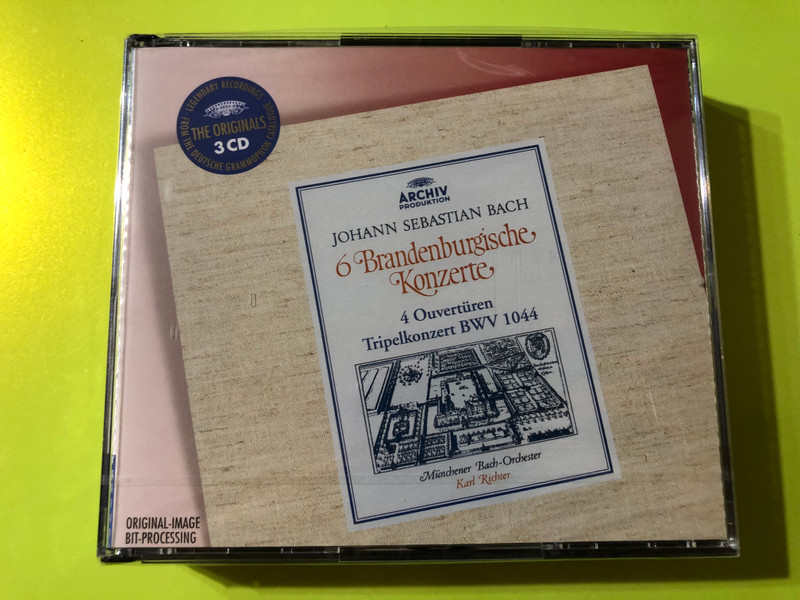 LEGENDARY RECORDINGS
FROM THE DEUTSCHE GRAMMOPHON CATALOGUE
THE ORIGINALS
3 CD
ARCHIV
PRODUKTION
JOHANN SEBASTIAN BACH
6 Brandenburgische
Konzerte
4 Ouvertüren
Tripelkonzert BWV 1044
Münchener Bach-Orchester
Karl Richter
ORIGINAL-IMAGE
BIT-PROCESSING